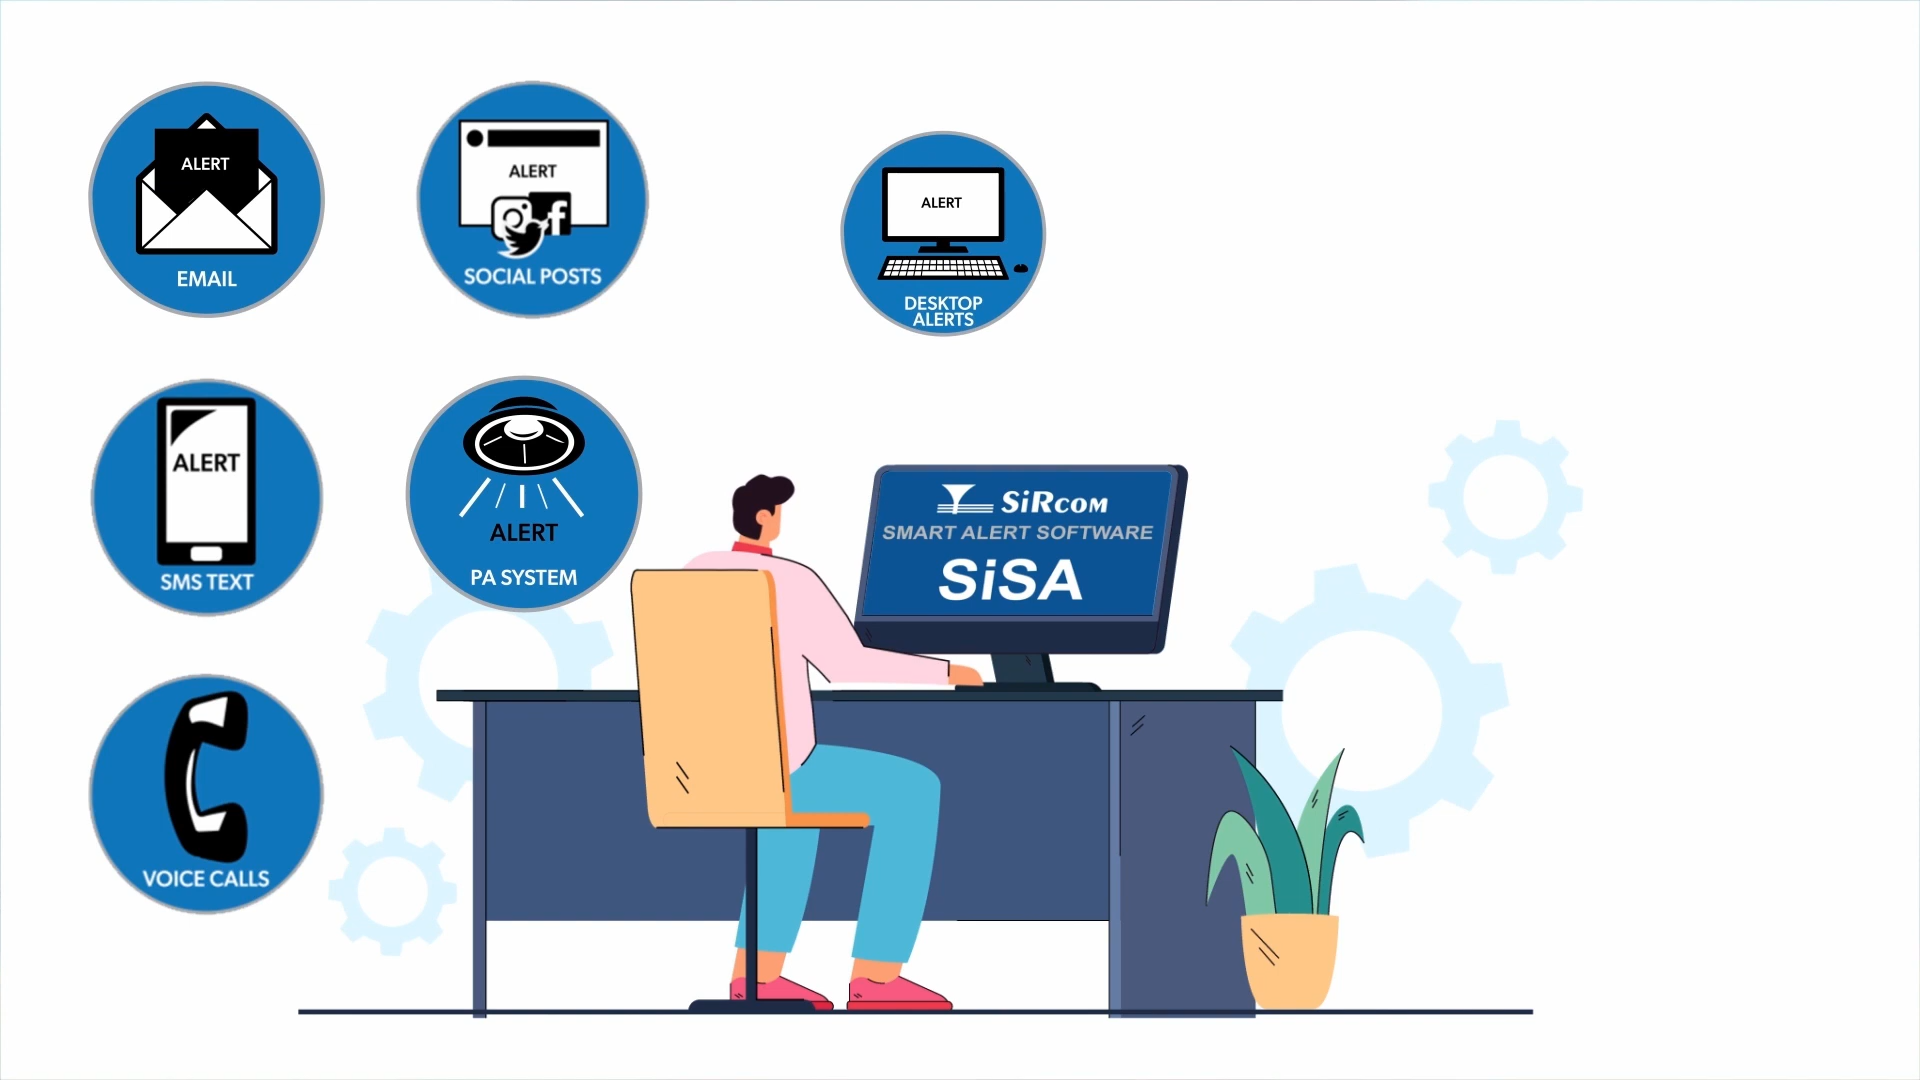 ALERT
EMAIL
ALERT
SOCIAL POSTS
ALERT
DESKTOP
ALERTS
ALERT
SMS TEXT
ALERT
PA SYSTEM
SiRCOM
SMART ALERT SOFTWARE
SiSA
VOICE CALLS